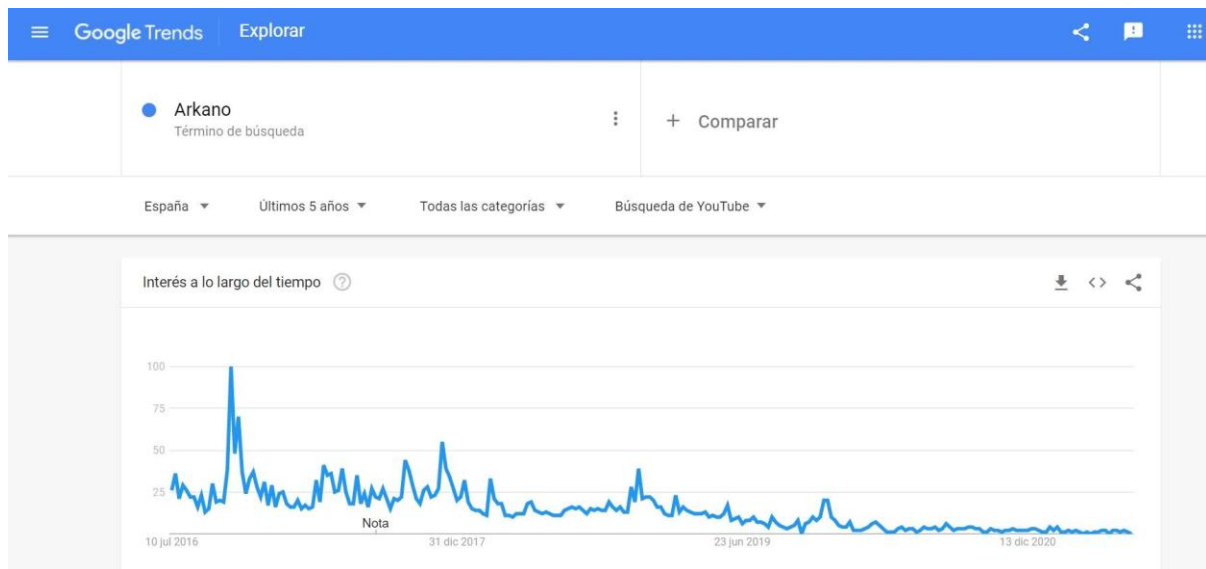 Google Trends Explorar
Arkano
Término de búsqueda
+ Comparar
España Últimos 5 años Todas las categorías Búsqueda de YouTube
Interés a lo largo del tiempo
100
75
50
25
Nota
10 jul 2016 31 dic 2017 23 jun 2019 13 dic 2020